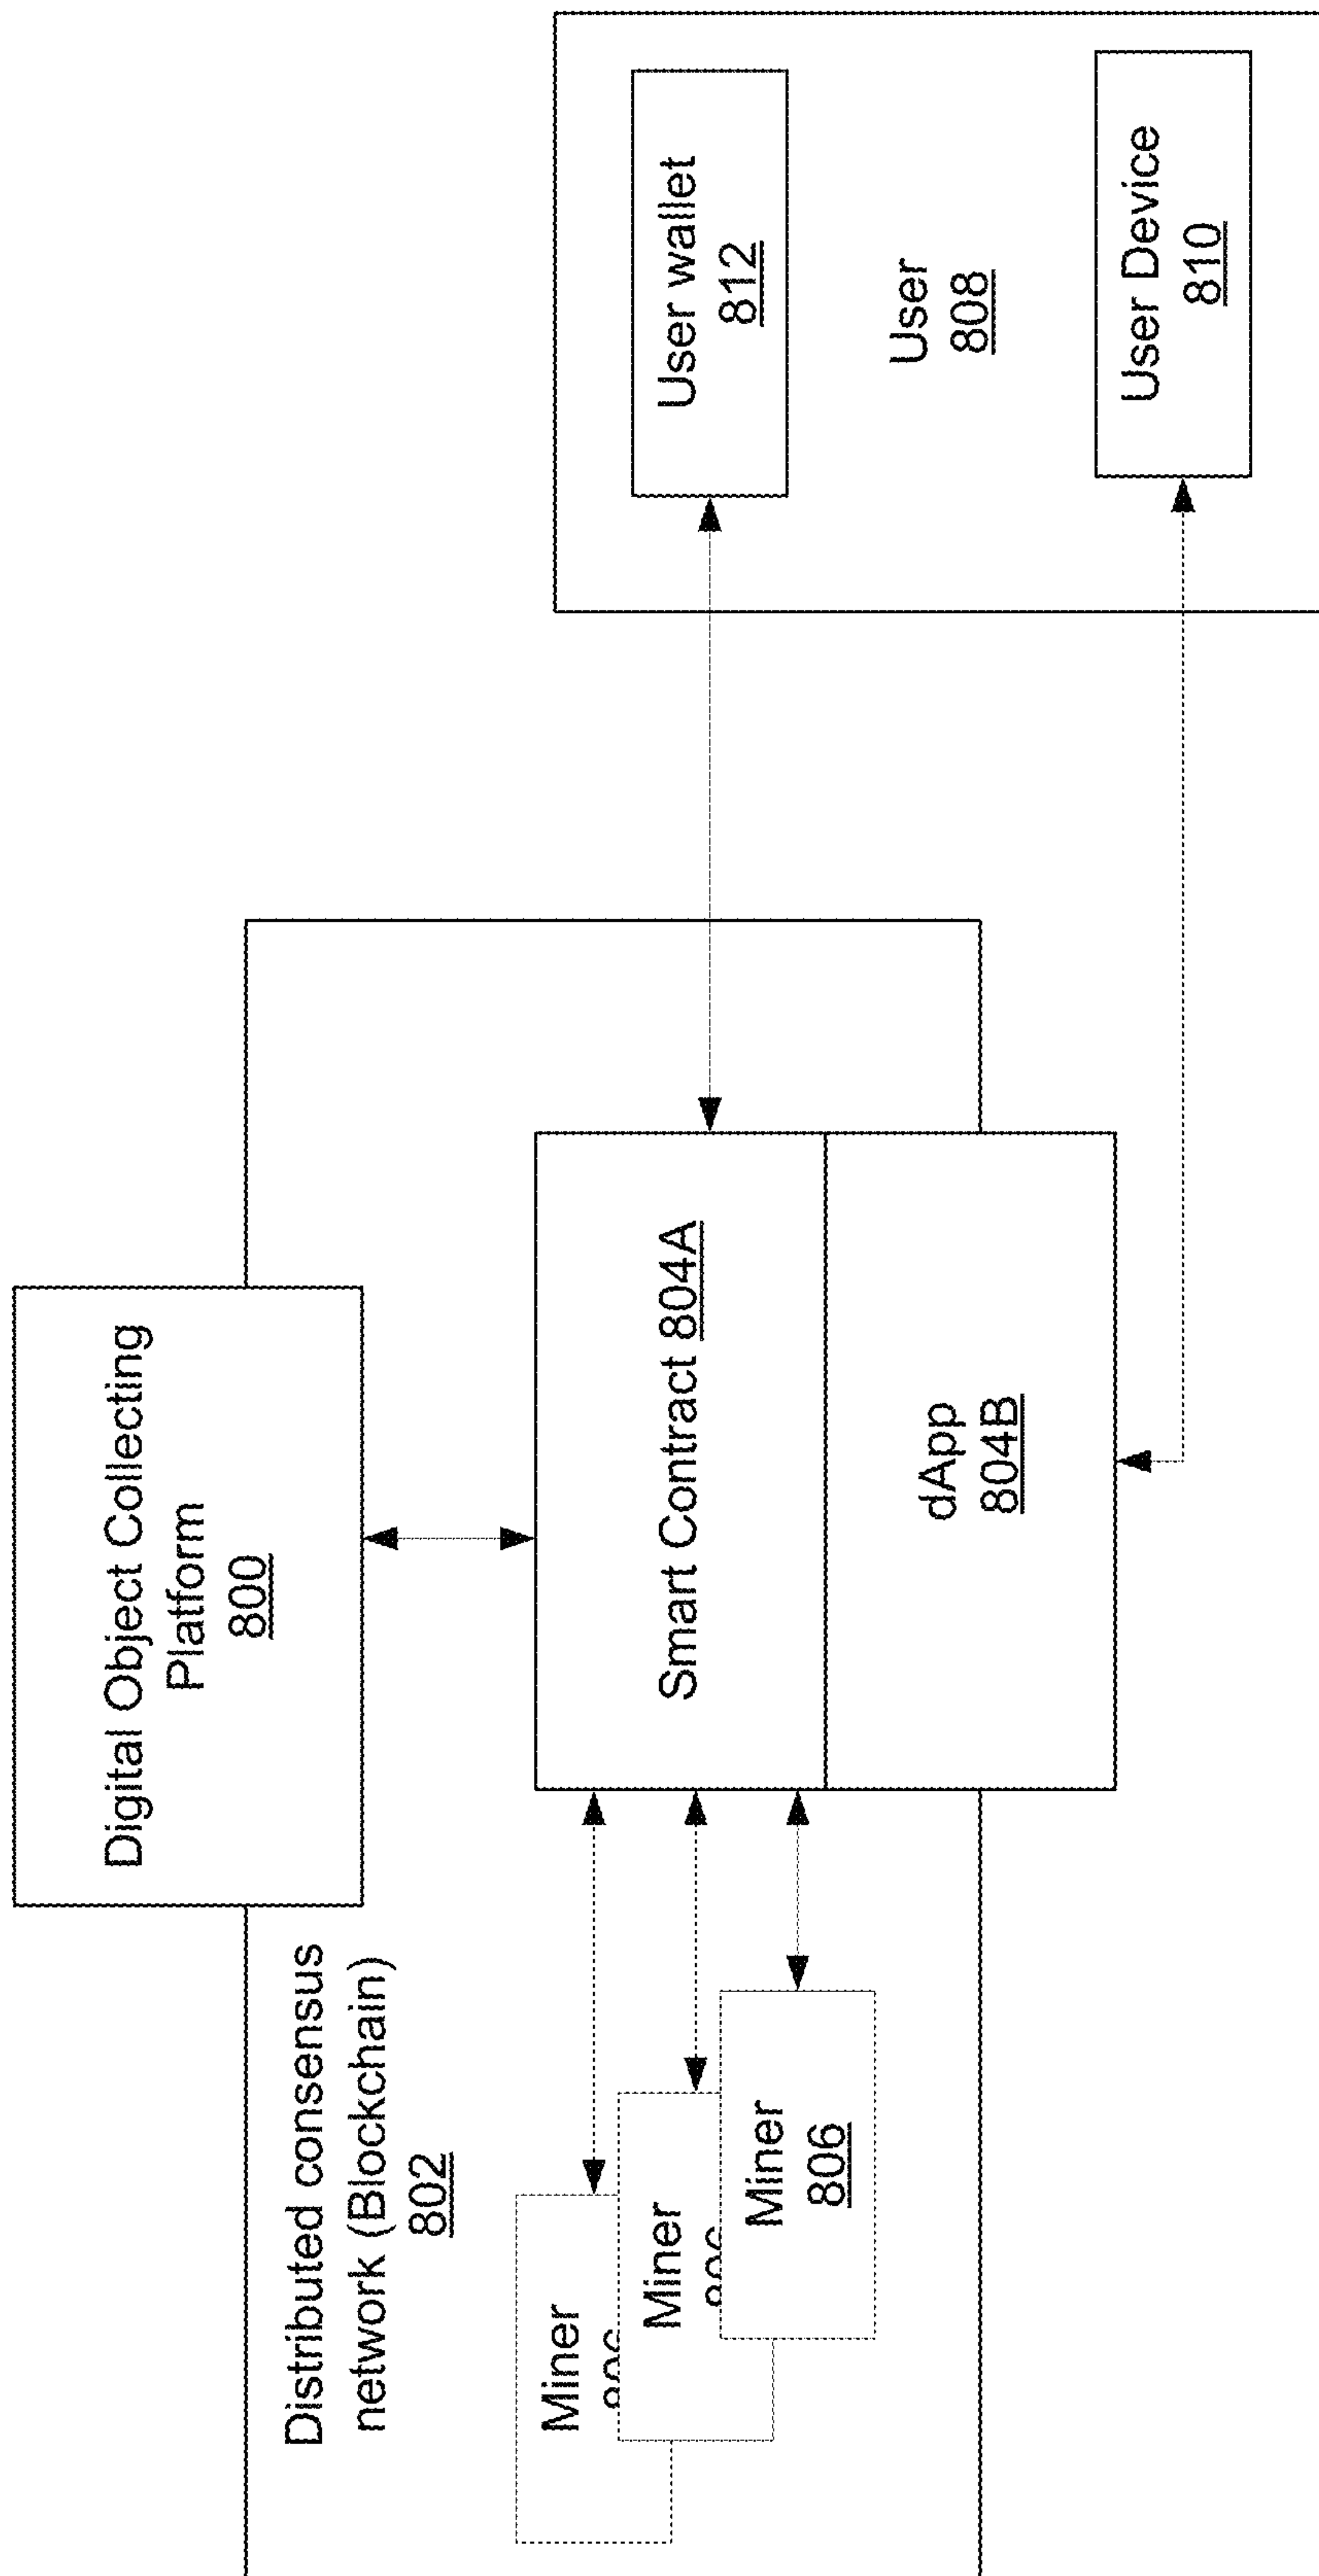 Digital Object Collecting
Platform
800
Distributed consensus
network (Blockchain)
802
Miner
Miner
Miner
806
Smart Contract 804A
dApp
804B
User wallet
812
User
808
User Device
810